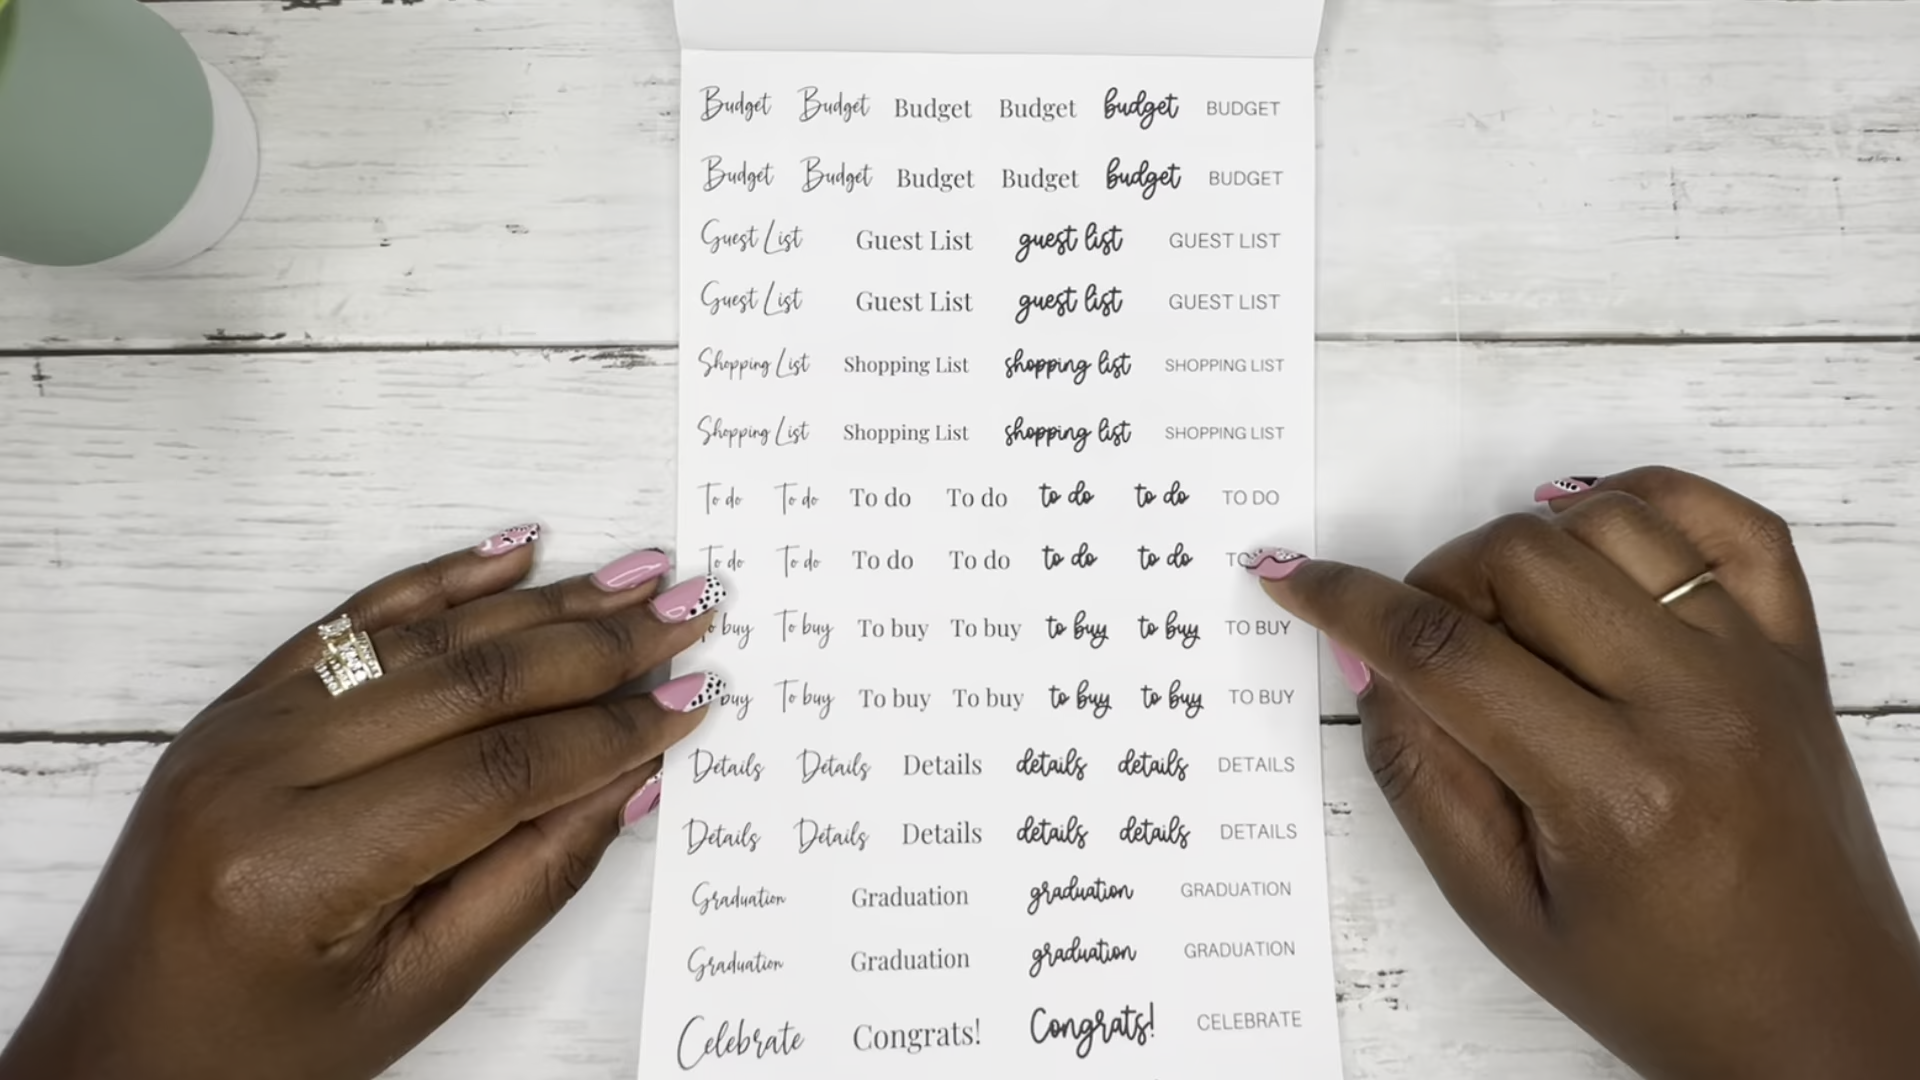 Budget Budget Budget Budget budget BUDGET
Budget Budget Budget Budget budget BUDGET
Guest List Guest List guest list GUEST LIST
Guest List Guest List guest list GUEST LIST
Shopping List Shopping List shopping list SHOPPING LIST
Shopping List Shopping List shopping list SHOPPING LIST
To do To do To do To do to do to do TO DO
To do To do To do To do to do to do
buy To buy To buy To buy to buy to buy TO BUY
buy To buy To buy To buy to buy to buy TO BUY
Details Details Details details details DETAILS
Details Details Details details details DETAILS
Graduation Graduation graduation GRADUATION
Graduation Graduation graduation GRADUATION
Celebrate Congrats! Congrats! CELEBRATE